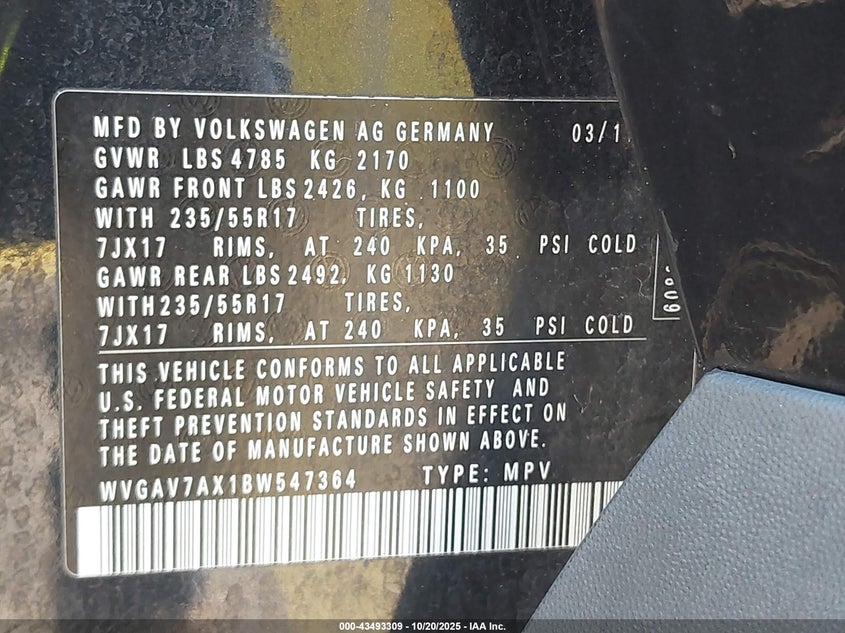 MFD BY VOLKSWAGEN AG GERMANY 03/1
GVWR LBS 4785 KG 2170
GAWR FRONT LBS 2426, KG 1100
WITH 235/55R17 TIRES,
7JX17 RIMS, AT 240 KPA, 35 PSI COLD
GAWR REAR LBS 2492, KG 1130
WITH 235/55R17 TIRES,
7JX17 RIMS, AT 240 KPA, 35 PSI COLD
THIS VEHICLE CONFORMS TO ALL APPLICABLE
U.S. FEDERAL MOTOR VEHICLE SAFETY AND
THEFT PREVENTION STANDARDS IN EFFECT ON
THE DATE OF MANUFACTURE SHOWN ABOVE.
WVGAV7AX1BW547364 TYPE: MPV
000-43493309 - 10/20/2025 - IAA Inc.